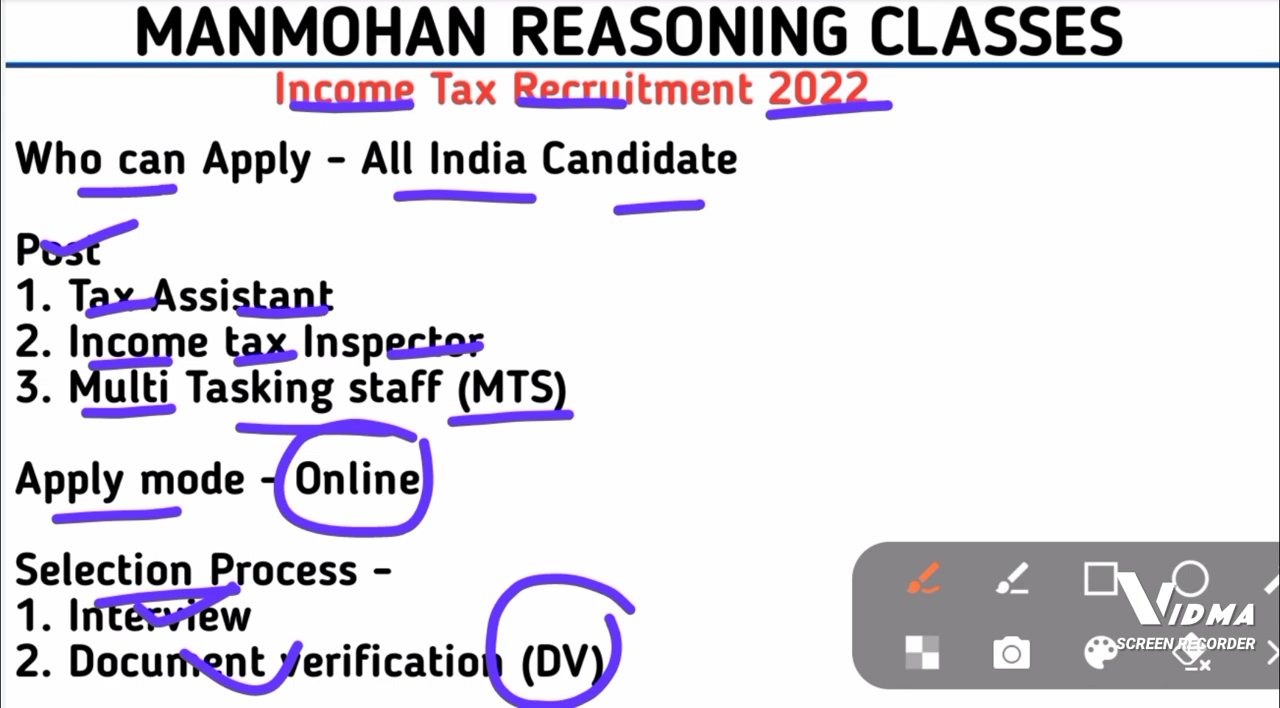 MANMOHAN REASONING CLASSES
Income Tax Recruitment 2022
Who can Apply - All India Candidate
Post
1. Tax Assistant
2. Income tax Inspector
3. Multi Tasking staff (MTS)
Apply mode - Online
Selection Process -
1. Interview
2. Document verification (DV)
VIDMA
SCREEN RECORDER